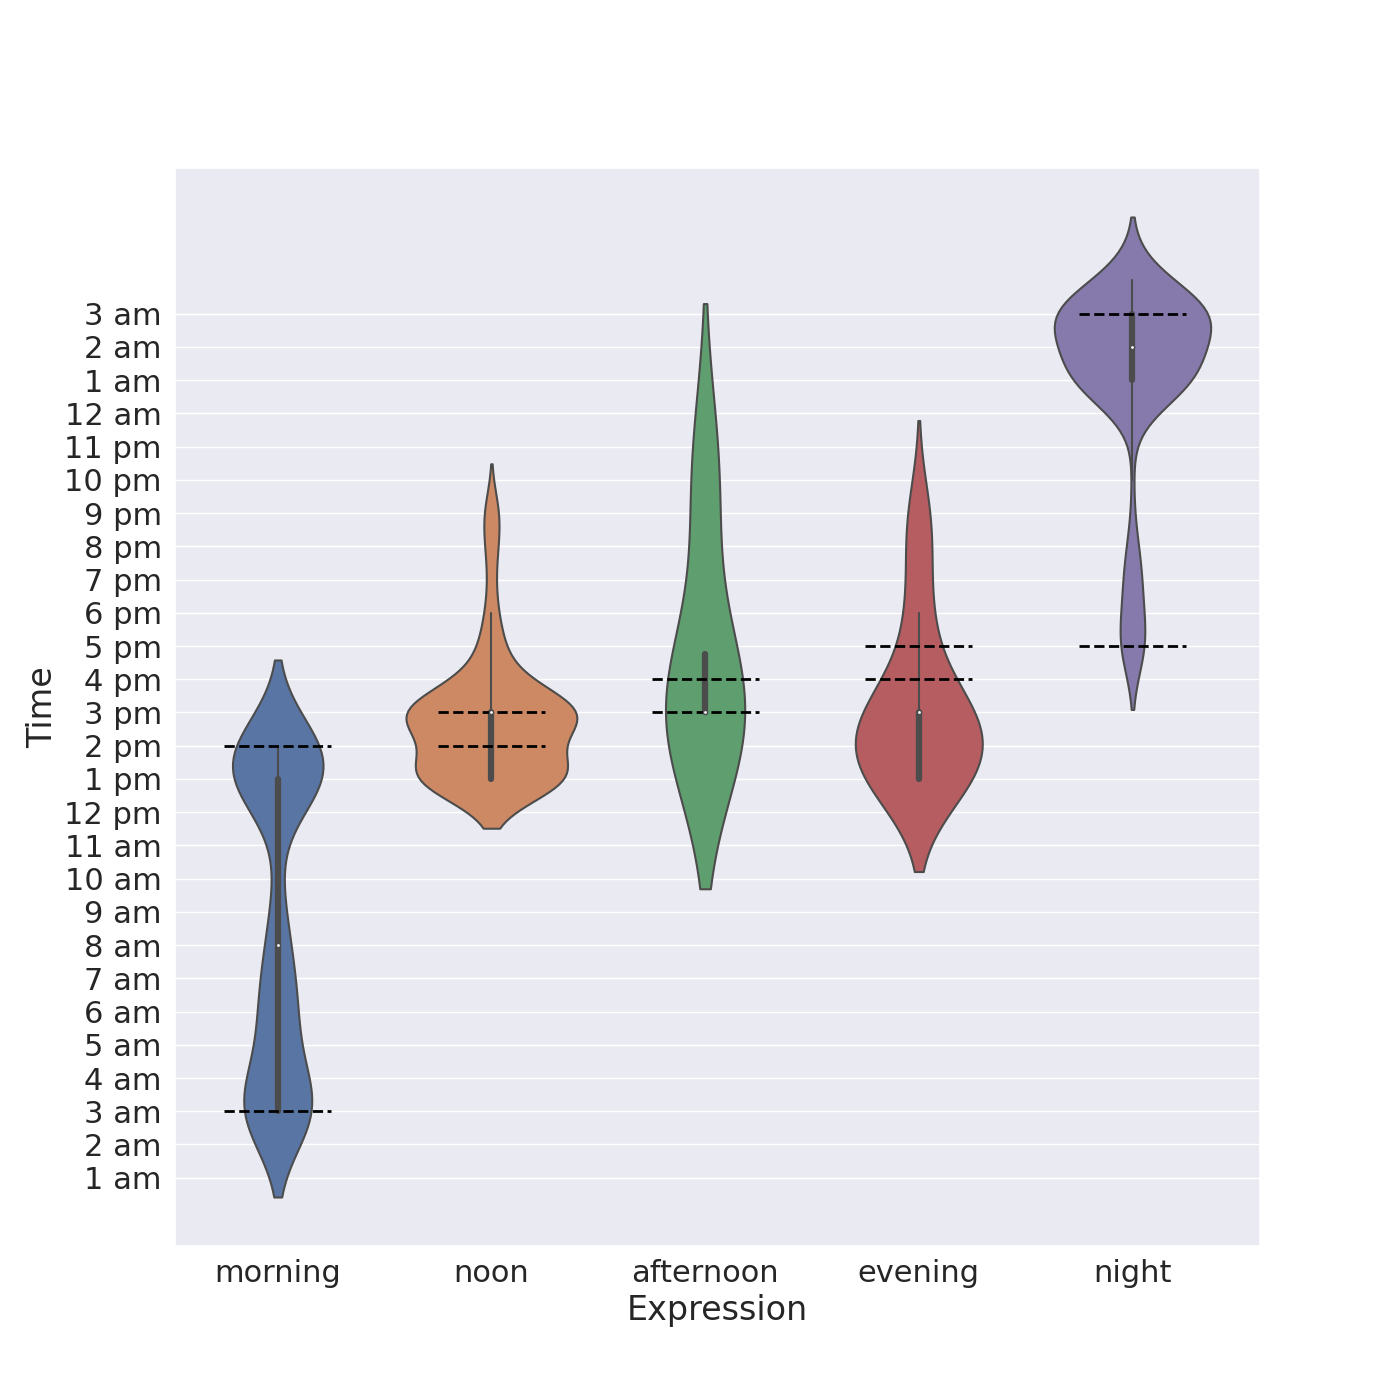 3 am
2 am
1 am
12 am
11 pm
10 pm
9 pm
8 pm
7 pm
6 pm
5 pm
4 pm
3 pm
2 pm
1 pm
12 pm
11 am
10 am
9 am
8 am
7 am
6 am
5 am
4 am
3 am
2 am
1 am
Time
morning noon afternoon evening night
Expression